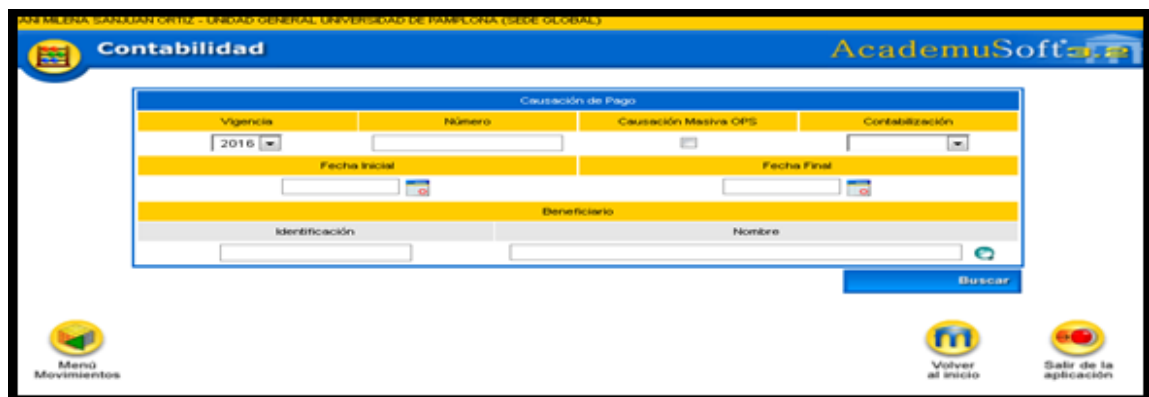 ANI MILENA SANJUAN ORTIZ - UNIDAD GENERAL UNIVERSIDAD DE PAMPLONA (SEDE GLOBAL)
Contabilidad
AcademuSoft 3.2
Causación de Pago
Vigencia Número Causación Masiva OPS Contabilización
2016
Fecha Inicial Fecha Final
Beneficiario
Identificación Nombre
Buscar
Menú
Movimientos
Volver
al inicio
Salir de la
aplicación